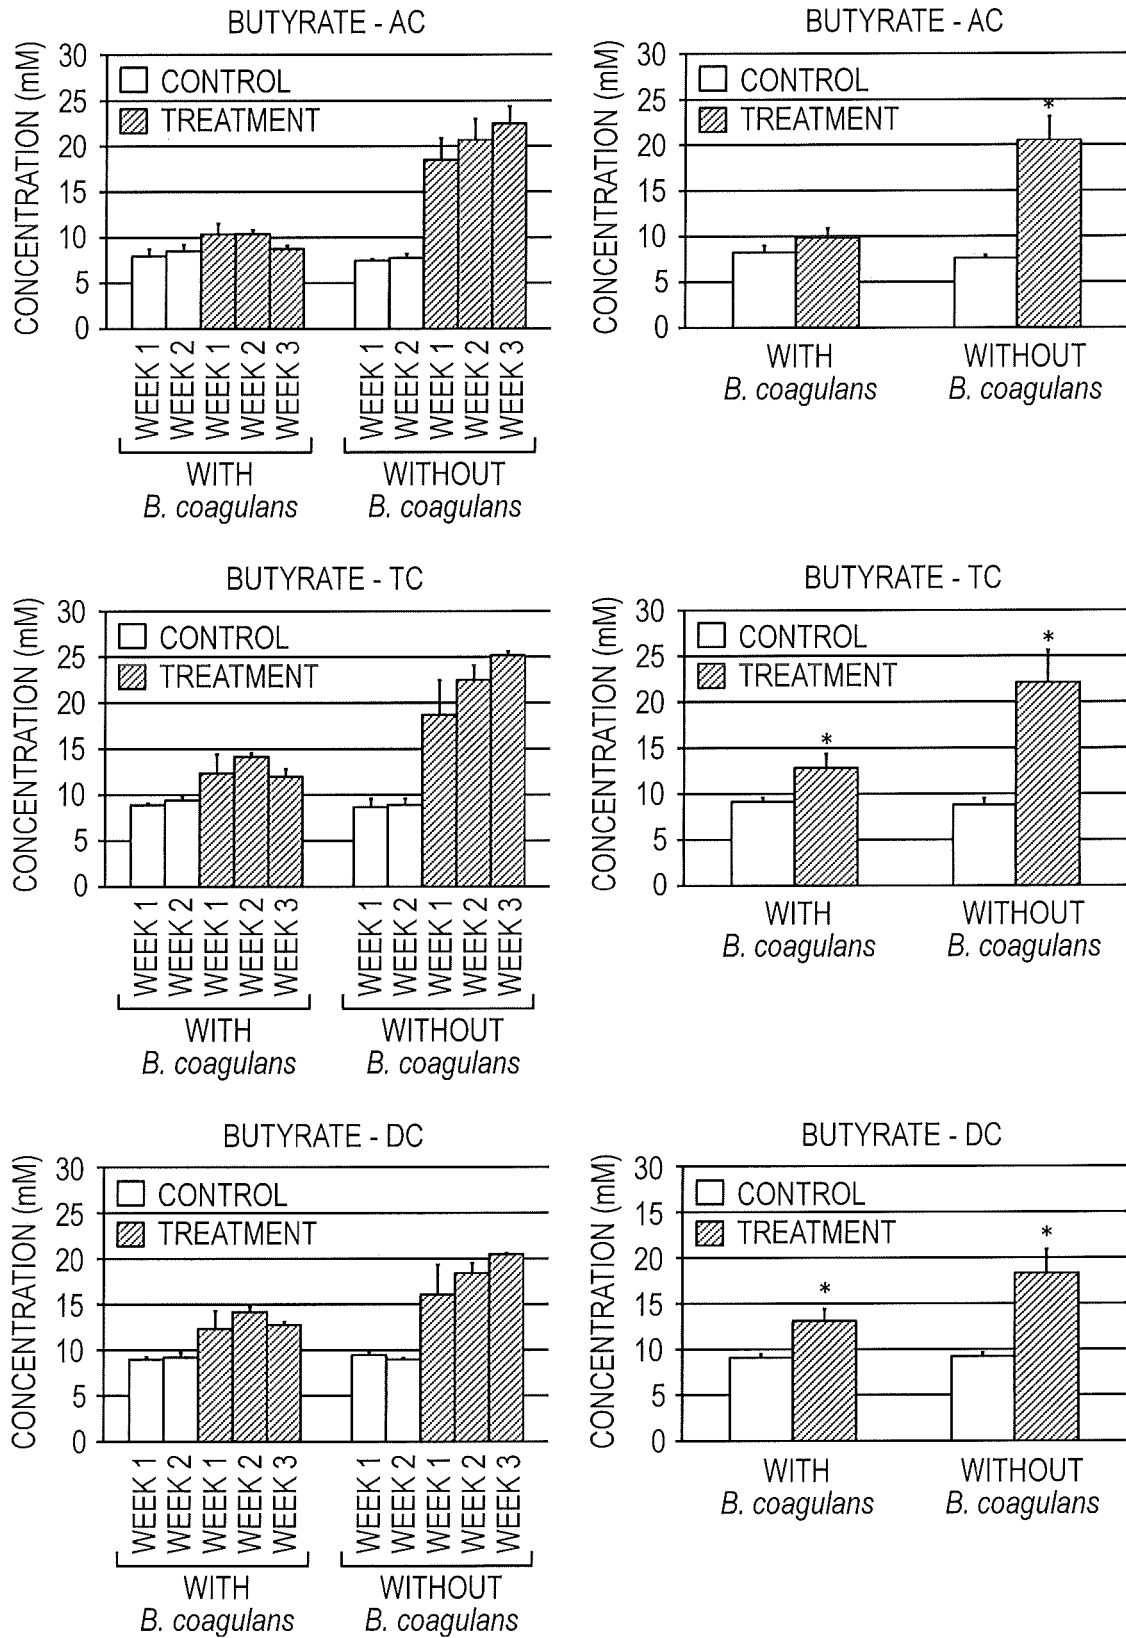 BUTYRATE - AC
CONCENTRATION (mM)
30
25
20
15
10
5
0
CONTROL
TREATMENT
WEEK 1
WEEK 2
WEEK 1
WEEK 2
WEEK 3
WEEK 1
WEEK 2
WEEK 1
WEEK 2
WEEK 3
WITH
B. coagulans
WITHOUT
B. coagulans
BUTYRATE - AC
CONCENTRATION (mM)
30
25
20
15
10
5
0
CONTROL
TREATMENT
*
WITH
B. coagulans
WITHOUT
B. coagulans
BUTYRATE - TC
CONCENTRATION (mM)
30
25
20
15
10
5
0
CONTROL
TREATMENT
WEEK 1
WEEK 2
WEEK 1
WEEK 2
WEEK 3
WEEK 1
WEEK 2
WEEK 1
WEEK 2
WEEK 3
WITH
B. coagulans
WITHOUT
B. coagulans
BUTYRATE - TC
CONCENTRATION (mM)
30
25
20
15
10
5
0
CONTROL
TREATMENT
*
*
WITH
B. coagulans
WITHOUT
B. coagulans
BUTYRATE - DC
CONCENTRATION (mM)
30
25
20
15
10
5
0
CONTROL
TREATMENT
WEEK 1
WEEK 2
WEEK 1
WEEK 2
WEEK 3
WEEK 1
WEEK 2
WEEK 1
WEEK 2
WEEK 3
WITH
B. coagulans
WITHOUT
B. coagulans
BUTYRATE - DC
CONCENTRATION (mM)
30
15
20
15
10
5
0
CONTROL
TREATMENT
*
*
WITH
B. coagulans
WITHOUT
B. coagulans